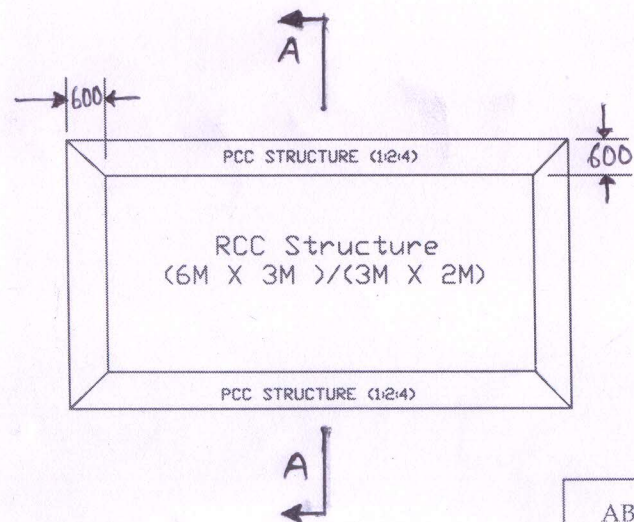 A
600
PCC STRUCTURE (1:2:4)
600
RCC Structure
(6M X 3M )/(3M X 2M)
PCC STRUCTURE (1:2:4)
A
AB